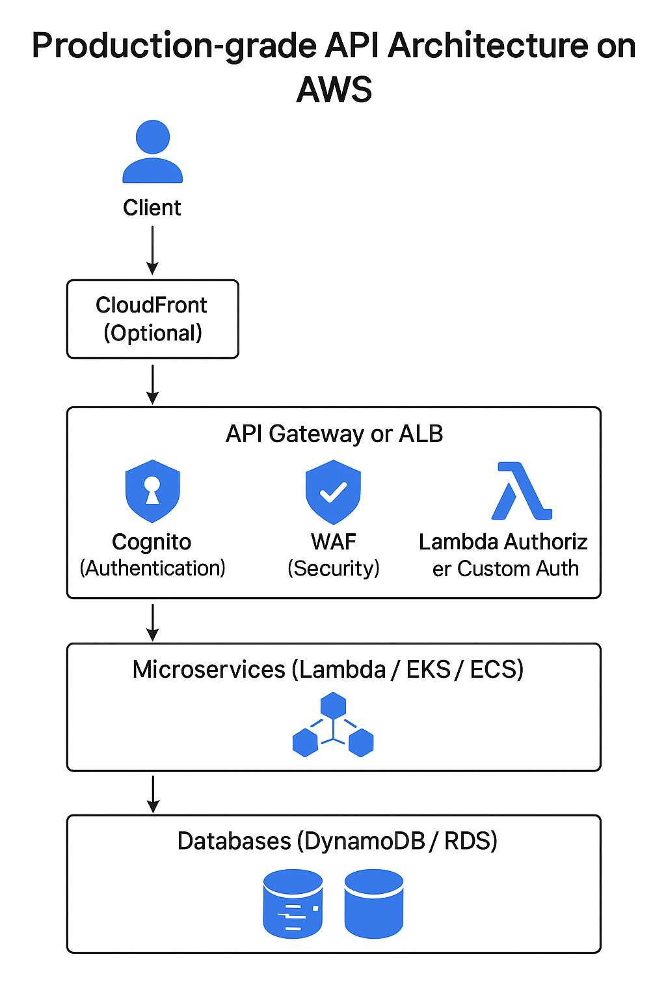 Production-grade API Architecture on
AWS
Client
CloudFront
(Optional)
API Gateway or ALB
Cognito
(Authentication)
WAF
(Security)
Lambda Authoriz
er Custom Auth
Microservices (Lambda / EKS / ECS)
Databases (DynamoDB / RDS)